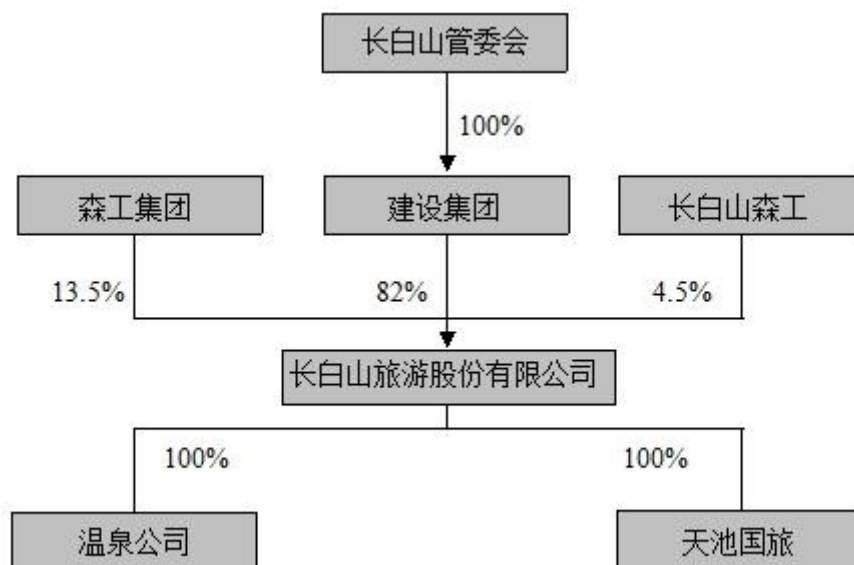 长白山管委会
100%
森工集团
建设集团
长白山森工
13.5%
82%
4.5%
长白山旅游股份有限公司
100%
100%
温泉公司
天池国旅